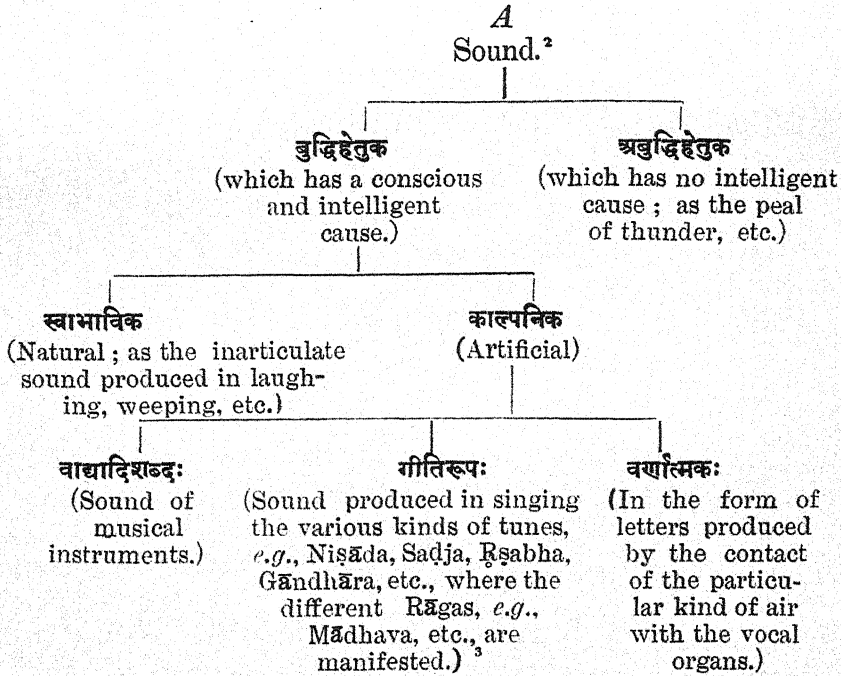 A
Sound.²
बुद्धिहेतुक
(which has a conscious
and intelligent
cause.)
अबुद्धिहेतुक
(which has no intelligent
cause ; as the peal
of thunder, etc.)
स्वाभाविक
(Natural ; as the inarticulate
sound produced in laugh-
ing, weeping, etc.)
काल्पनिक
(Artificial)
वाद्यादिशब्दः
(Sound of
musical
instruments.)
गीतिरूपः
(Sound produced in singing
the various kinds of tunes,
e.g., Niṣāda, Saḍja, R̥ṣabha,
Gāndhāra, etc., where the
different Rāgas, e.g.,
Mādhava, etc., are
manifested.) ³
वर्णात्मकः
(In the form of
letters produced
by the contact
of the particu-
lar kind of air
with the vocal
organs.)